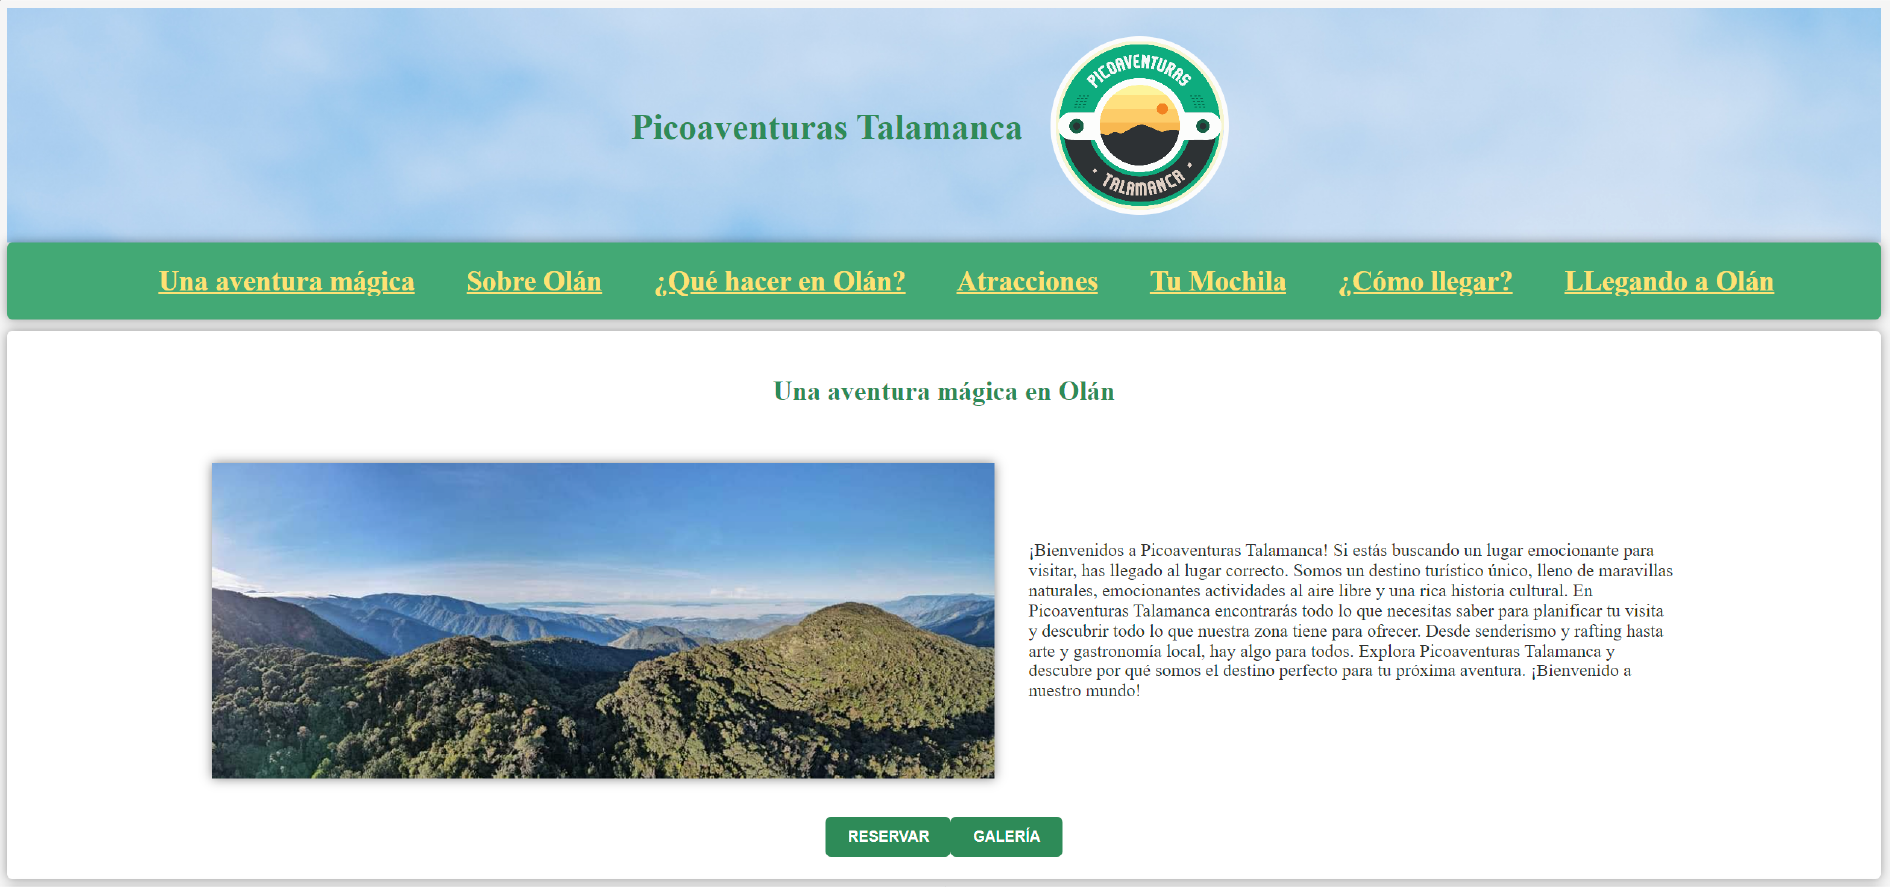 Picoaventuras Talamanca
PICOAVENTURAS
· TALAMANCA ·
Una aventura mágica
Sobre Olán
¿Qué hacer en Olán?
Atracciones
Tu Mochila
¿Cómo llegar?
LLegando a Olán
Una aventura mágica en Olán
¡Bienvenidos a Picoaventuras Talamanca! Si estás buscando un lugar emocionante para
visitar, has llegado al lugar correcto. Somos un destino turístico único, lleno de maravillas
naturales, emocionantes actividades al aire libre y una rica historia cultural. En
Picoaventuras Talamanca encontrarás todo lo que necesitas saber para planificar tu visita
y descubrir todo lo que nuestra zona tiene para ofrecer. Desde senderismo y rafting hasta
arte y gastronomía local, hay algo para todos. Explora Picoaventuras Talamanca y
descubre por qué somos el destino perfecto para tu próxima aventura. ¡Bienvenido a
nuestro mundo!
RESERVAR
GALERÍA